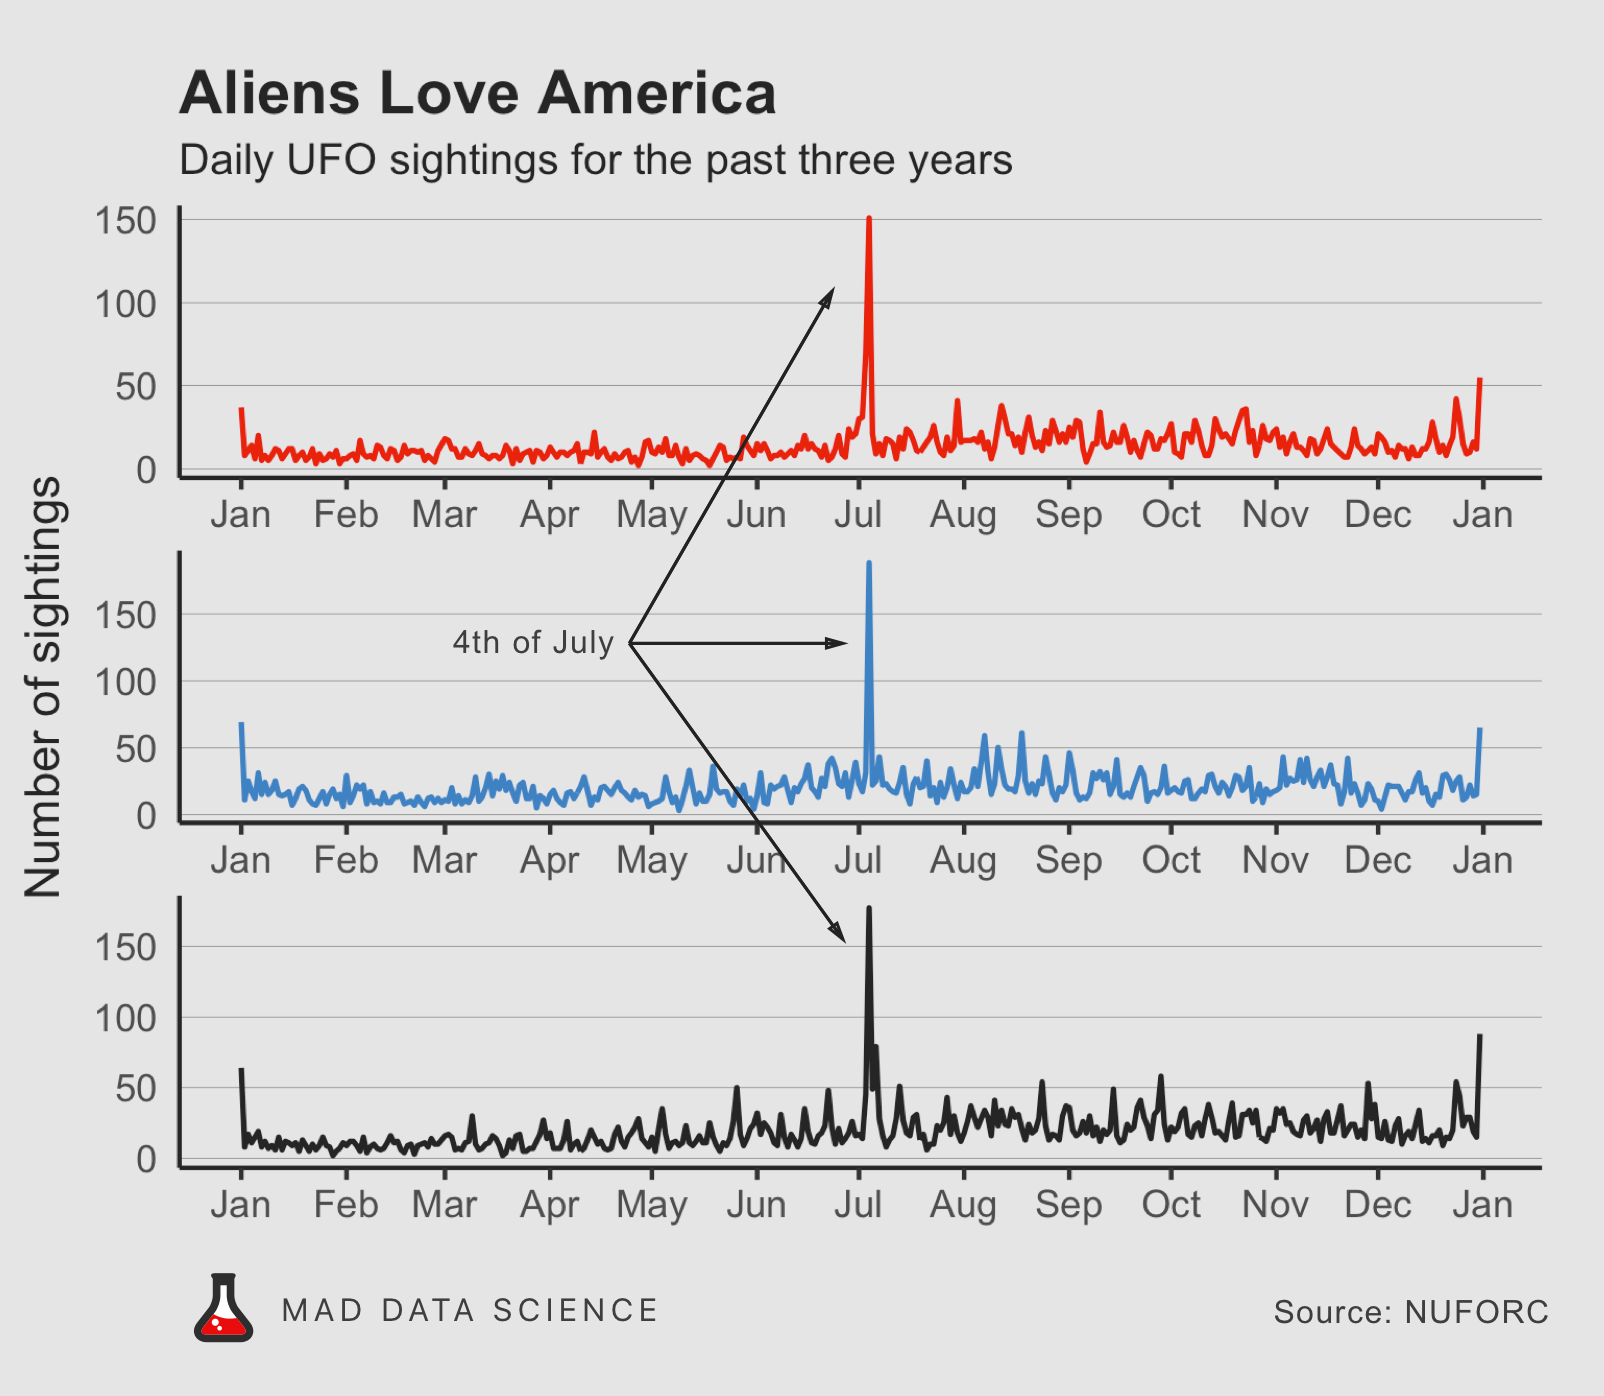 Aliens Love America
Daily UFO sightings for the past three years
Number of sightings
150
100
50
0
Jan Feb Mar Apr May Jun Jul Aug Sep Oct Nov Dec Jan
150
4th of July
100
50
0
Jan Feb Mar Apr May Jun Jul Aug Sep Oct Nov Dec Jan
150
100
50
0
Jan Feb Mar Apr May Jun Jul Aug Sep Oct Nov Dec Jan
MAD DATA SCIENCE
Source: NUFORC